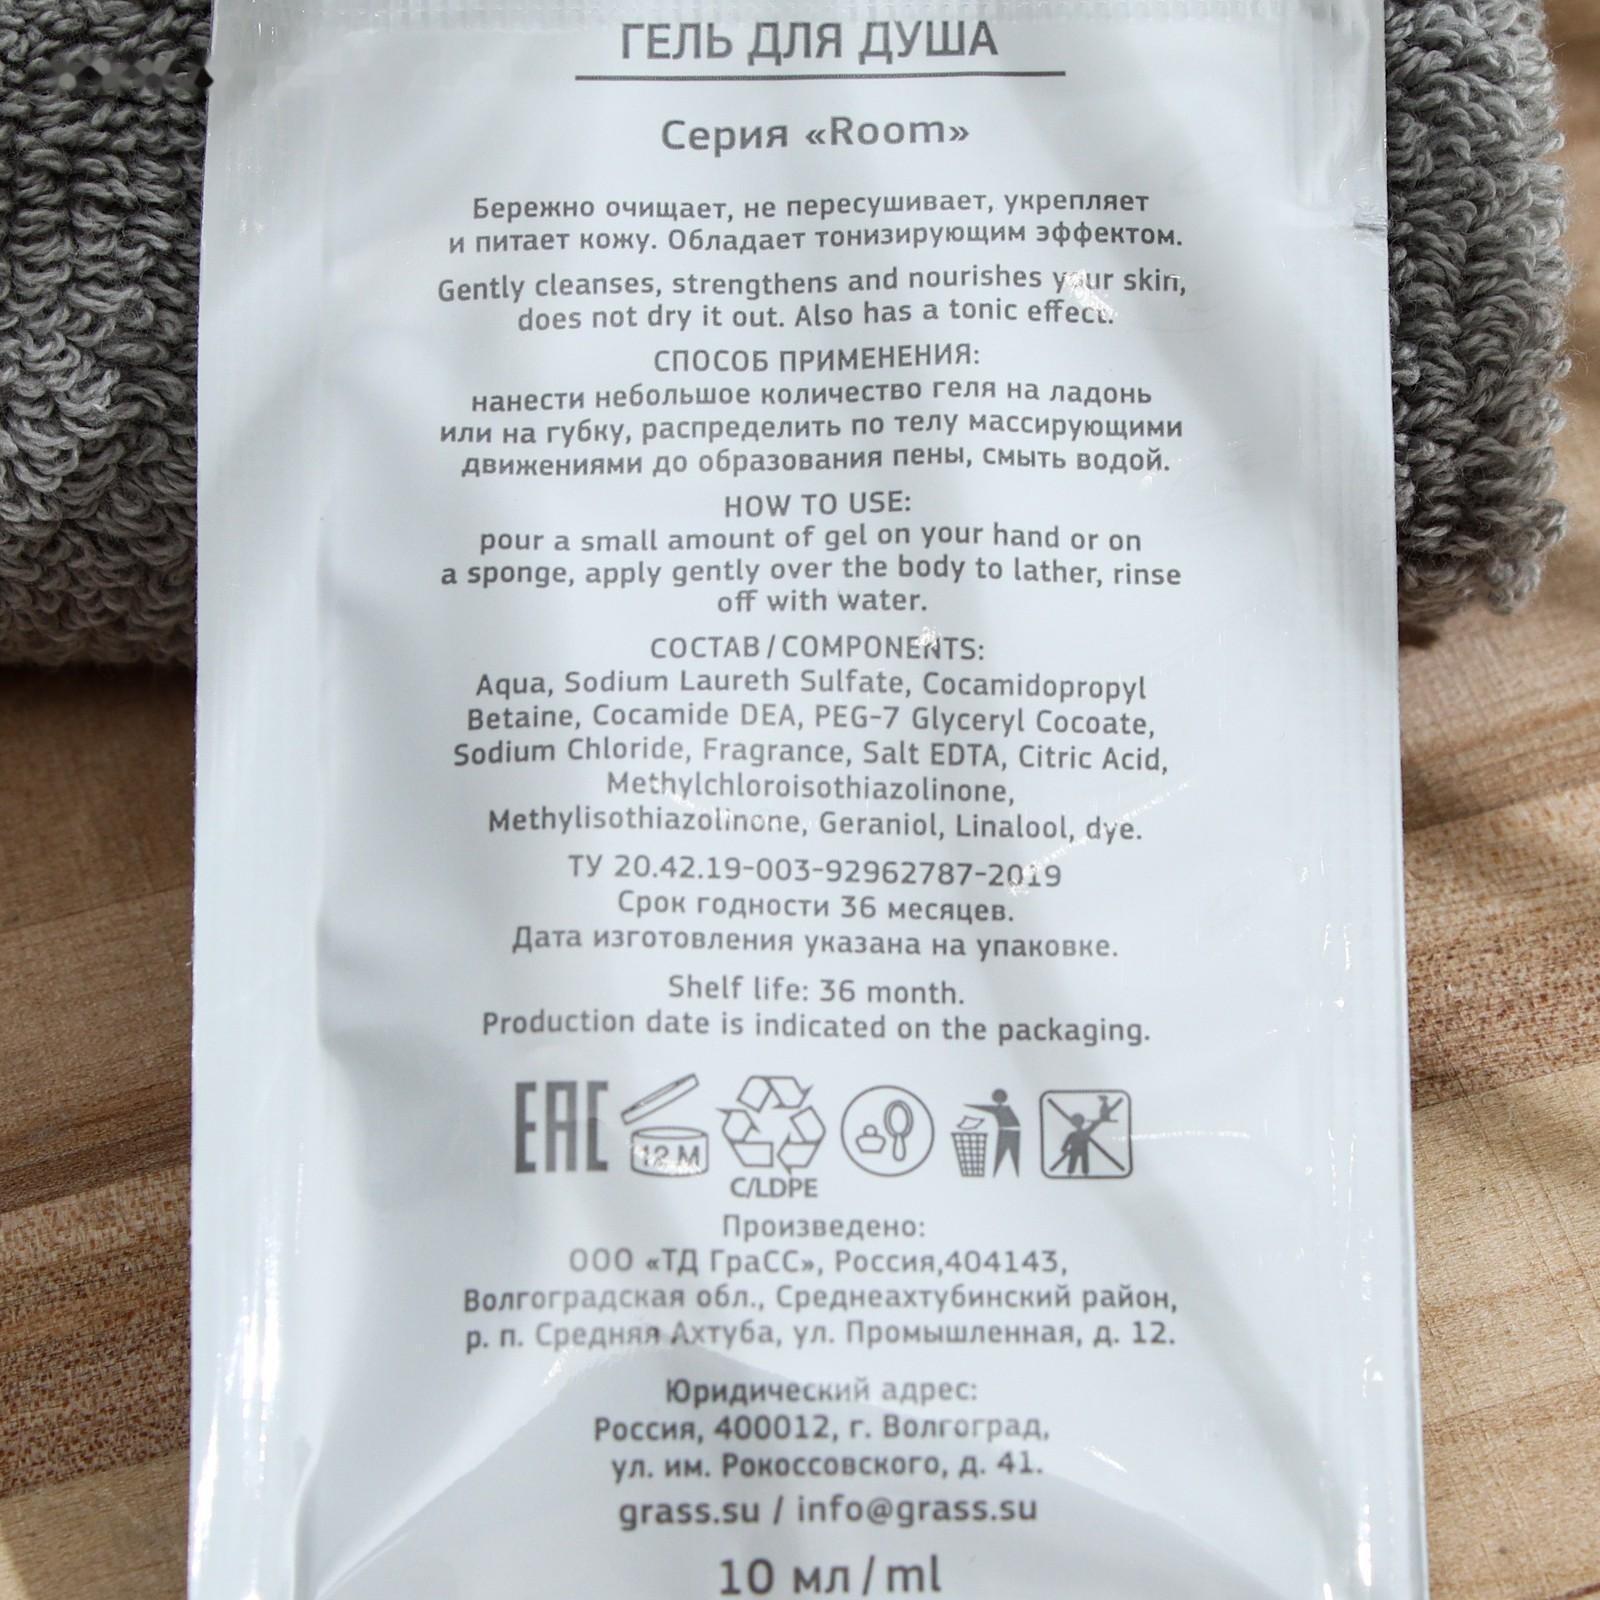 ГЕЛЬ ДЛЯ ДУША
Серия «Room»
Бережно очищает, не пересушивает, укрепляет
и питает кожу. Обладает тонизирующим эффектом.
Gently cleanses, strengthens and nourishes your skin,
does not dry it out. Also has a tonic effect.
СПОСОБ ПРИМЕНЕНИЯ:
нанести небольшое количество геля на ладонь
или на губку, распределить по телу массирующими
движениями до образования пены, смыть водой.
HOW TO USE:
pour a small amount of gel on your hand or on
a sponge, apply gently over the body to lather, rinse
off with water.
СОСТАВ / COMPONENTS:
Aqua, Sodium Laureth Sulfate, Cocamidopropyl
Betaine, Cocamide DEA, PEG-7 Glyceryl Cocoate,
Sodium Chloride, Fragrance, Salt EDTA, Citric Acid,
Methylchloroisothiazolinone,
Methylisothiazolinone, Geraniol, Linalool, dye.
ТУ 20.42.19-003-92962787-2019
Срок годности 36 месяцев.
Дата изготовления указана на упаковке.
Shelf life: 36 month.
Production date is indicated on the packaging.
EAC 12 M
C/LDPE
Произведено:
ООО «ТД ГраСС», Россия,404143,
Волгоградская обл., Среднеахтубинский район,
р. п. Средняя Ахтуба, ул. Промышленная, д. 12.
Юридический адрес:
Россия, 400012, г. Волгоград,
ул. им. Рокоссовского, д. 41.
grass.su / info@grass.su
10 мл / ml